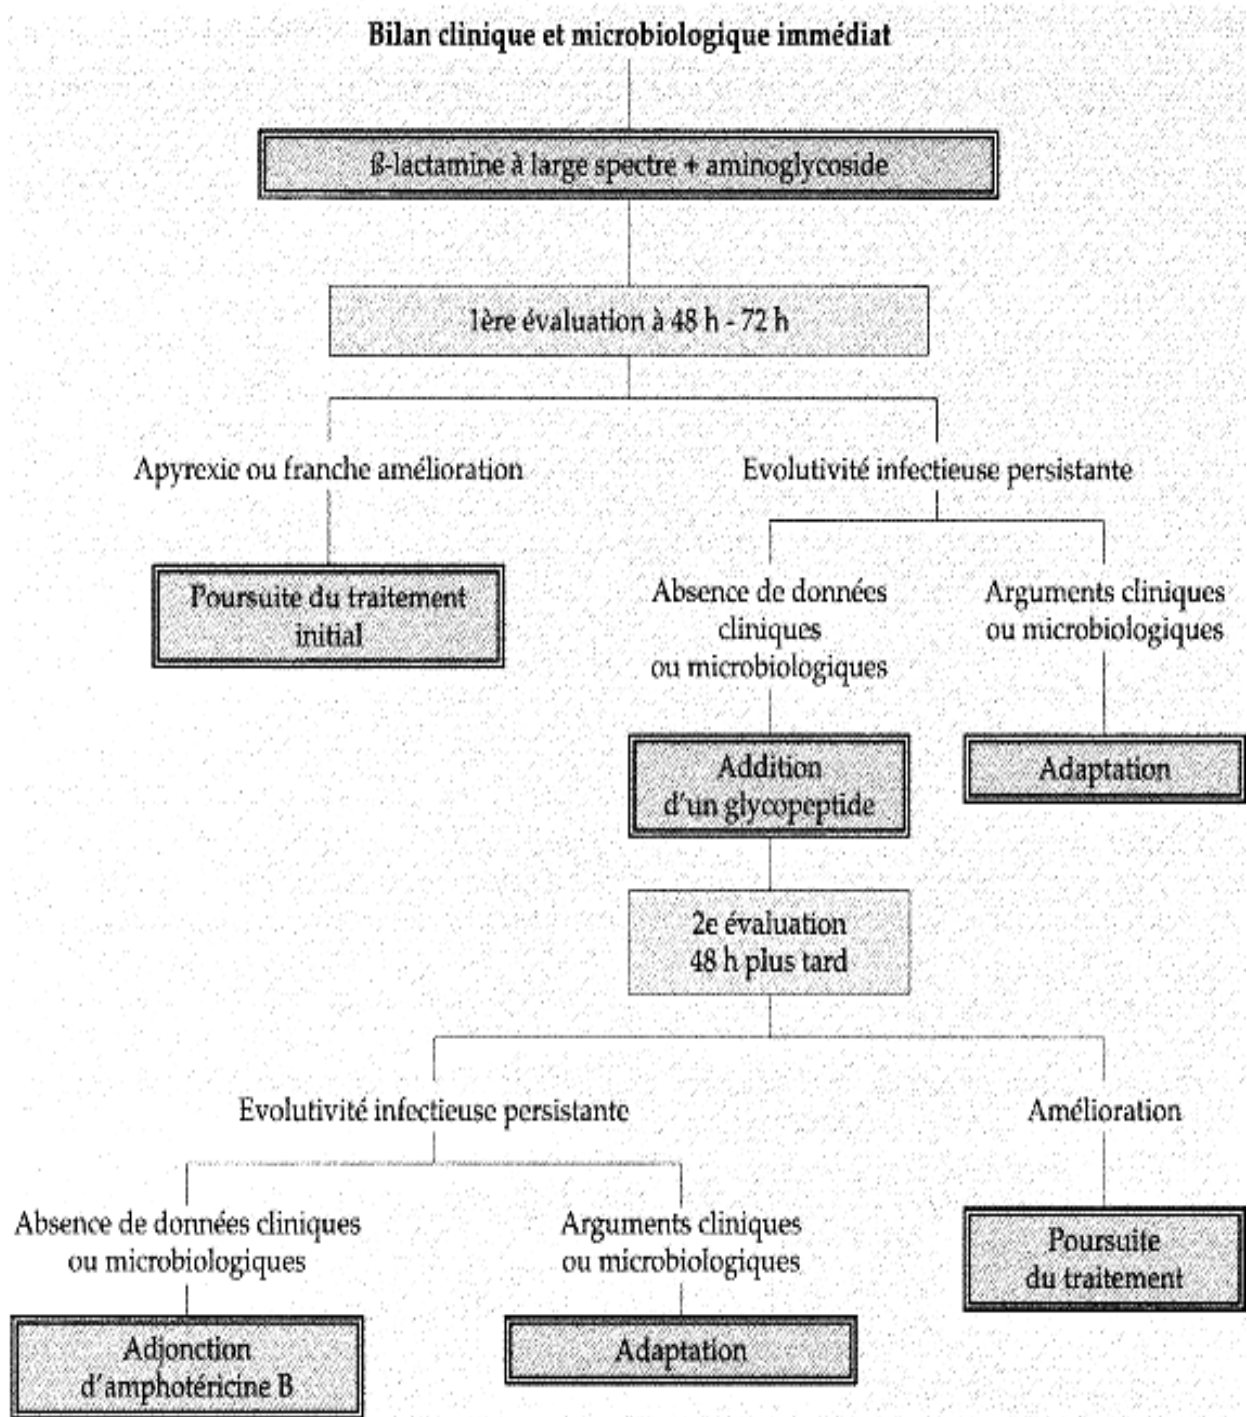 Bilan clinique et microbiologique immédiat
ß-lactamine à large spectre + aminoglycoside
1ère évaluation à 48 h - 72 h
Apyrexie ou franche amélioration
Evolutivité infectieuse persistante
Poursuite du traitement
initial
Absence de données
cliniques
ou microbiologiques
Arguments cliniques
ou microbiologiques
Addition
d'un glycopeptide
Adaptation
2e évaluation
48 h plus tard
Evolutivité infectieuse persistante
Amélioration
Absence de données cliniques
ou microbiologiques
Arguments cliniques
ou microbiologiques
Poursuite
du traitement
Adjonction
d'amphotéricine B
Adaptation